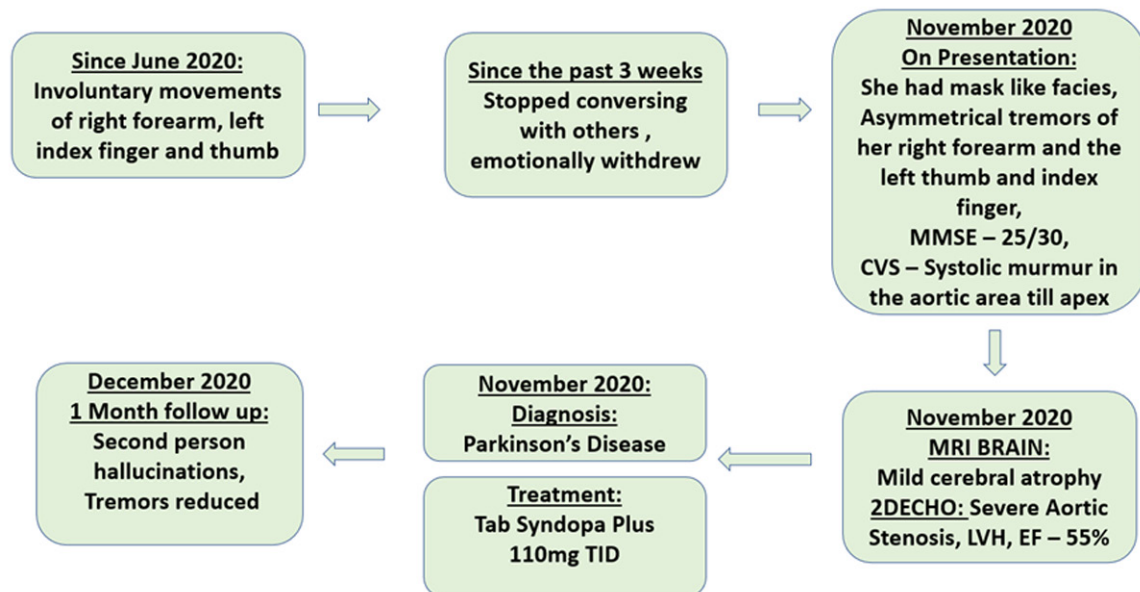 Since June 2020:
Involuntary movements
of right forearm, left
index finger and thumb
Since the past 3 weeks
Stopped conversing
with others ,
emotionally withdrew
November 2020
On Presentation:
She had mask like facies,
Asymmetrical tremors of
her right forearm and the
left thumb and index
finger,
MMSE – 25/30,
CVS – Systolic murmur in
the aortic area till apex
November 2020
MRI BRAIN:
Mild cerebral atrophy
2DECHO: Severe Aortic
Stenosis, LVH, EF – 55%
November 2020:
Diagnosis:
Parkinson’s Disease
Treatment:
Tab Syndopa Plus
110mg TID
December 2020
1 Month follow up:
Second person
hallucinations,
Tremors reduced